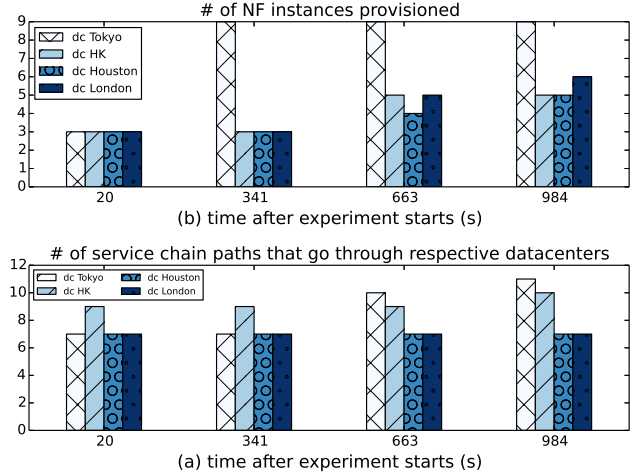 # of NF instances provisioned
9
8
7
6
5
4
3
2
1
0
dc Tokyo
dc HK
dc Houston
dc London
20 341 663 984
(b) time after experiment starts (s)
# of service chain paths that go through respective datacenters
12
10
8
6
4
2
0
dc Tokyo dc Houston
dc HK dc London
20 341 663 984
(a) time after experiment starts (s)